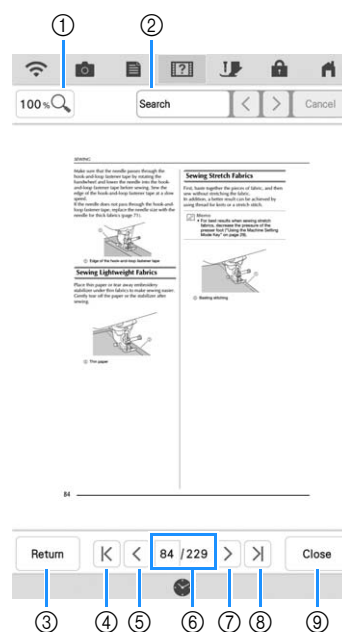 ① ②
100 % Search < > Cancel
SEWING
Make sure that the needle passes through the
hook-and-loop fastener tape by rotating the
handwheel and lower the needle into the hook-
and-loop fastener tape before sewing. Sew the
edge of the hook-and-loop fastener tape at a slow
speed.
If the needle does not pass through the hook-and-
loop fastener tape, replace the needle size with the
needle for thick fabrics (page 71).
① Edge of the hook-and-loop fastener tape
Sewing Lightweight Fabrics
Place thin paper or tear away embroidery
stabilizer under thin fabrics to make sewing easier.
Gently tear off the paper or the stabilizer after
sewing.
① Thin paper
Sewing Stretch Fabrics
First, baste together the pieces of fabric, and then
sew without stretching the fabric.
In addition, a better result can be achieved by
using thread for knits or a stretch stitch.
Memo
• For best results when sewing stretch
fabrics, decrease the pressure of the
presser foot ("Using the Machine Setting
Mode Key" on page 29).
① Basting stitching
84
Return 84 / 229 Close
③ ④ ⑤ ⑥ ⑦ ⑧ ⑨